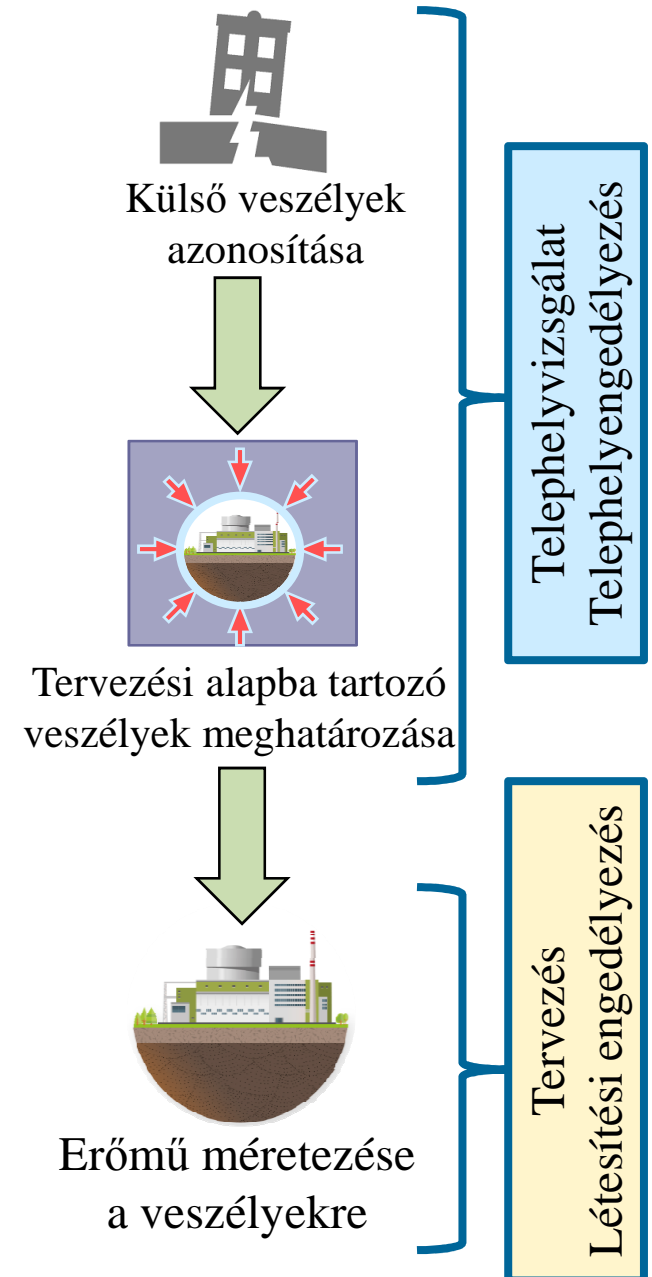 Külső veszélyek
azonosítása
Telephelyvizsgálat
Telephelyengedélyezés
Tervezési alapba tartozó
veszélyek meghatározása
Erőmű méretezése
a veszélyekre
Tervezés
Létesítési engedélyezés